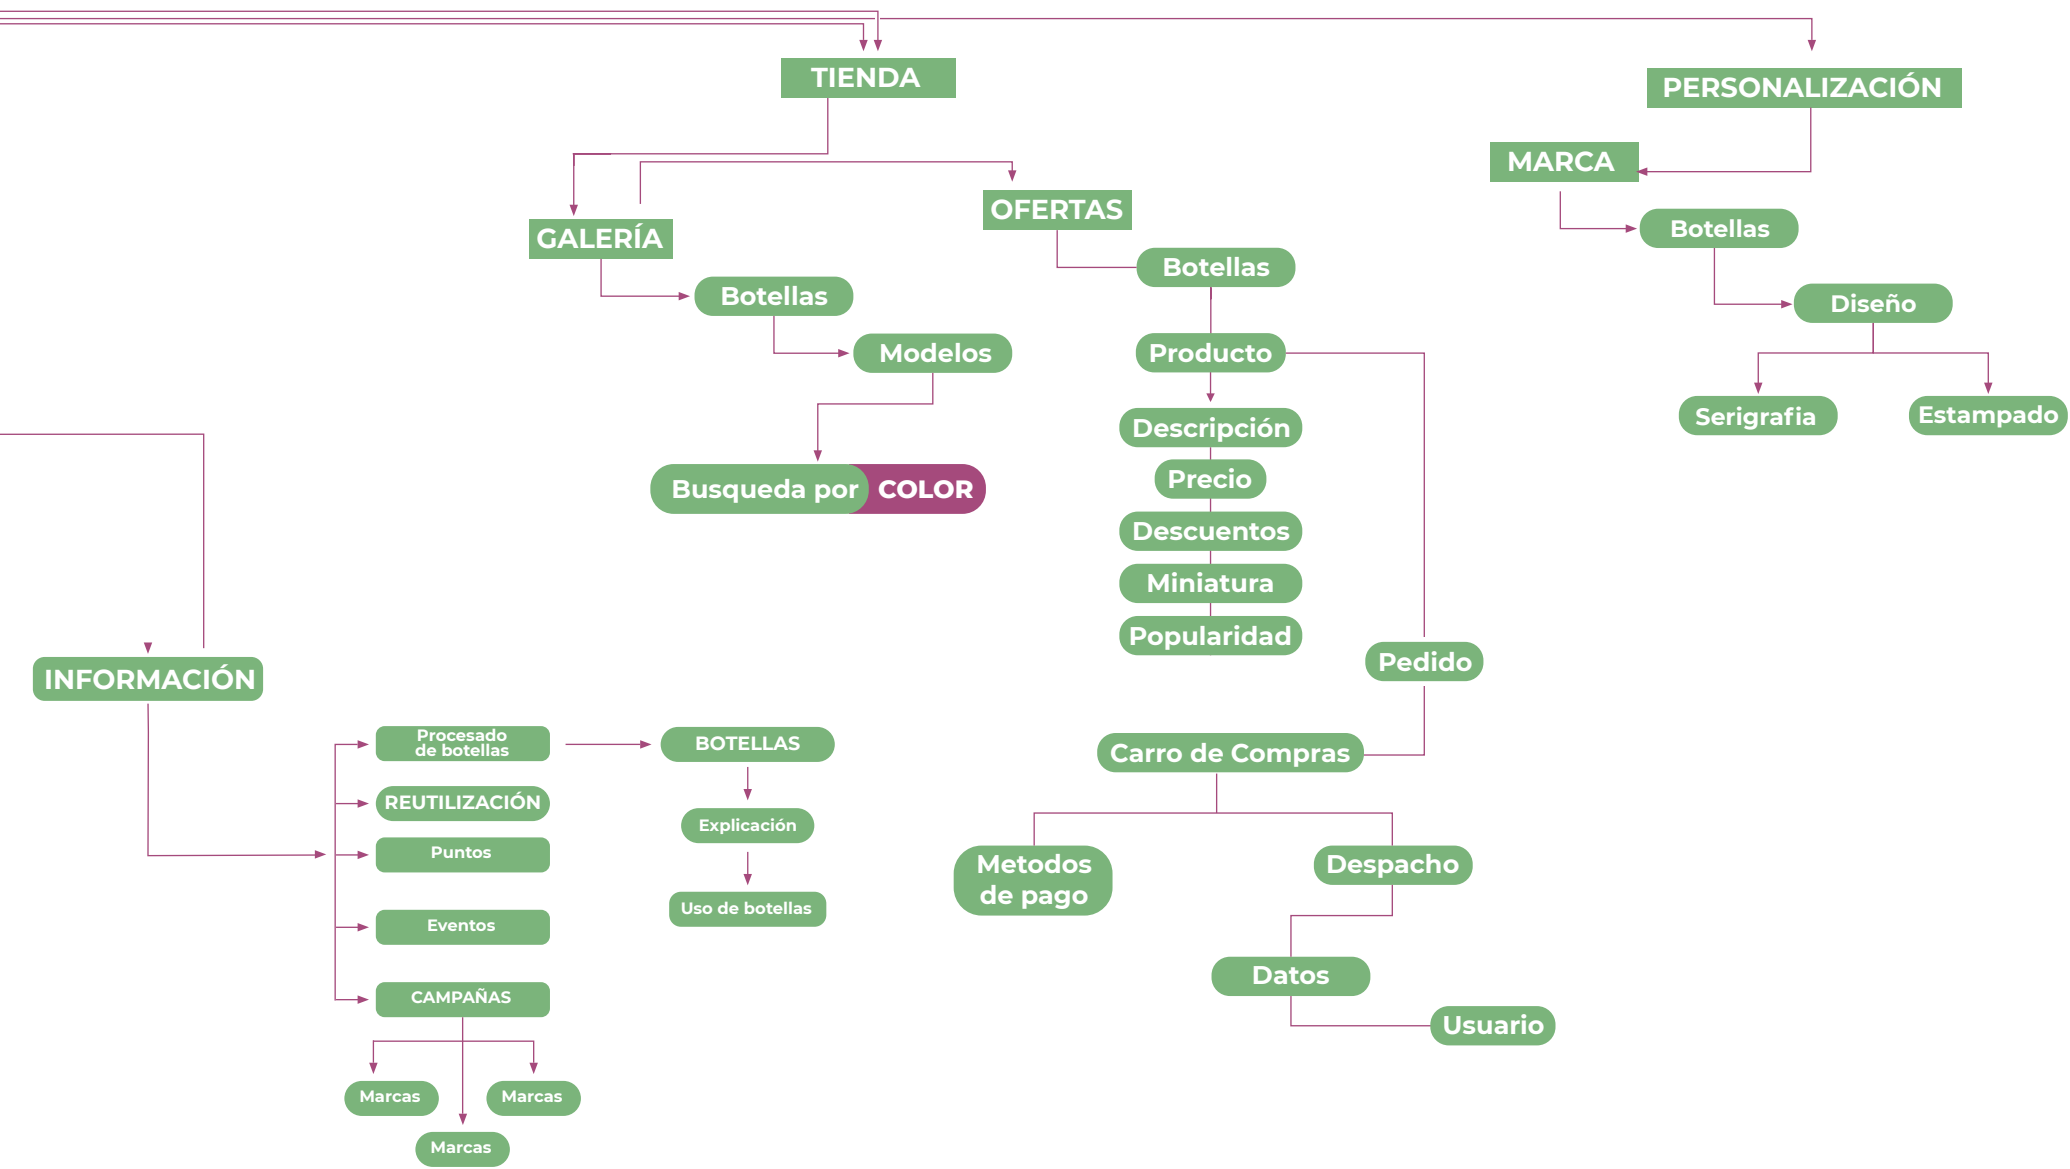 TIENDA
PERSONALIZACIÓN
MARCA
OFERTAS
GALERÍA
Botellas
Botellas
Botellas
Diseño
Modelos
Producto
Serigrafia
Estampado
Descripción
Busqueda por COLOR
Precio
Descuentos
Miniatura
Popularidad
Pedido
INFORMACIÓN
Procesado
de botellas
BOTELLAS
Carro de Compras
REUTILIZACIÓN
Explicación
Puntos
Metodos
de pago
Despacho
Uso de botellas
Eventos
Datos
CAMPAÑAS
Usuario
Marcas
Marcas
Marcas